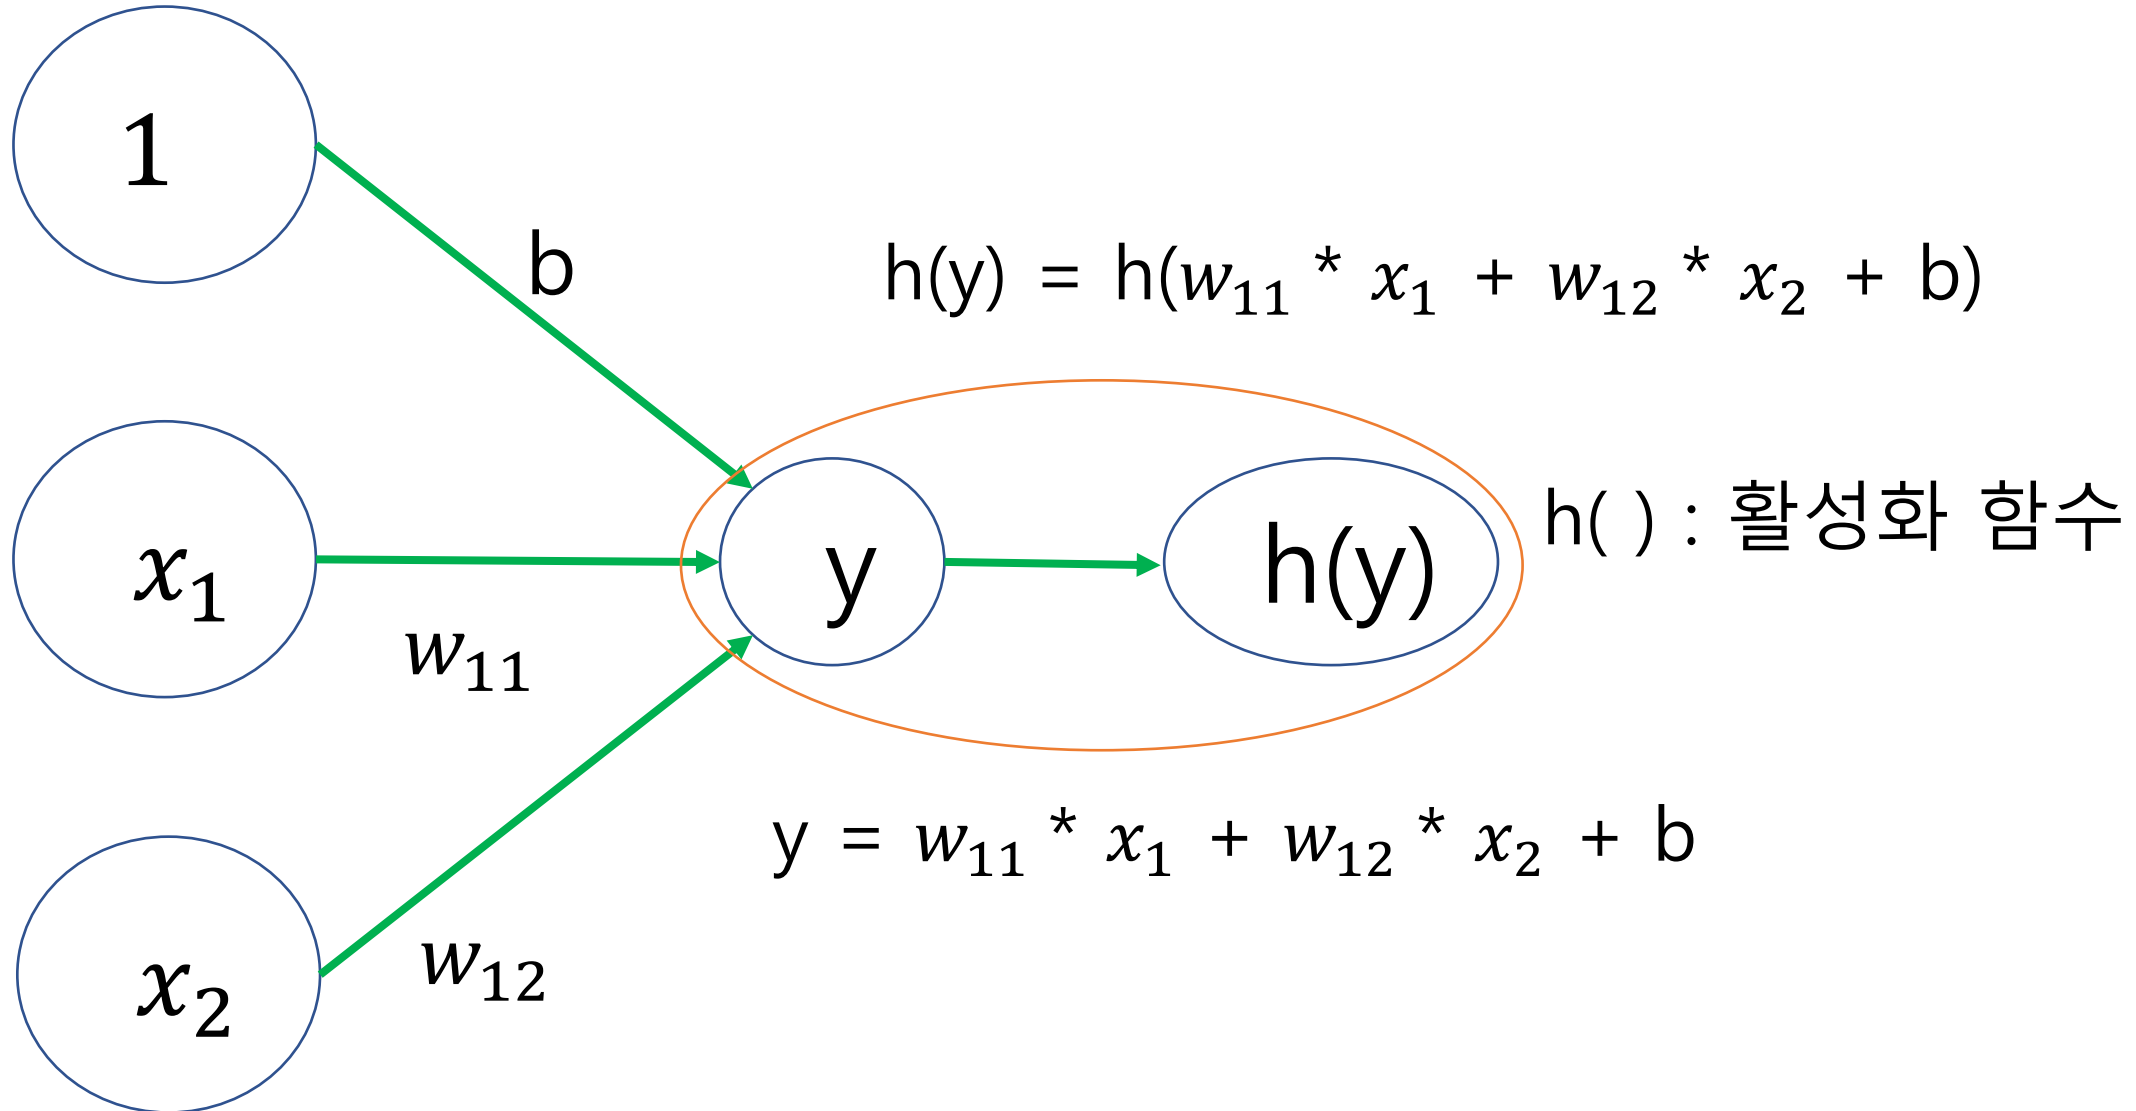 1
b
h(y) = h(w₁₁ * x₁ + w₁₂ * x₂ + b)
x₁
y
h(y)
h( ) : 활성화 함수
w₁₁
y = w₁₁ * x₁ + w₁₂ * x₂ + b
x₂
w₁₂